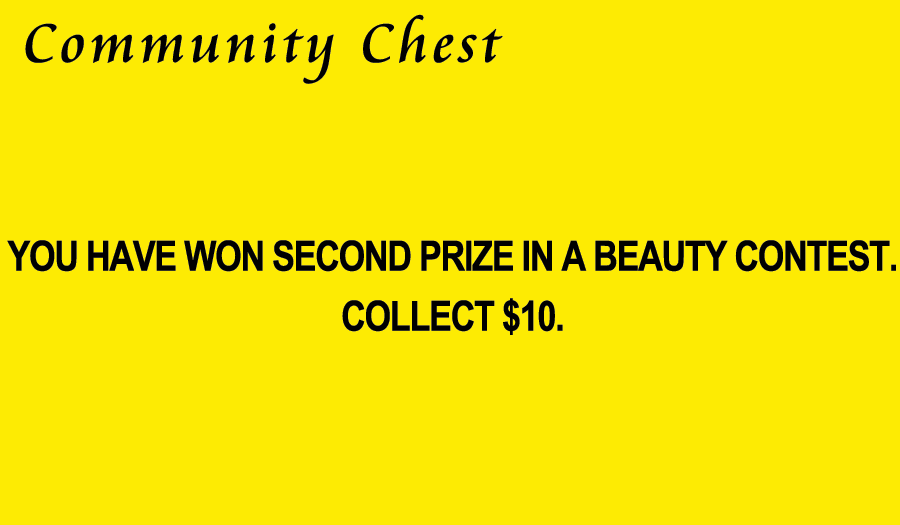 Community Chest
YOU HAVE WON SECOND PRIZE IN A BEAUTY CONTEST.
COLLECT $10.